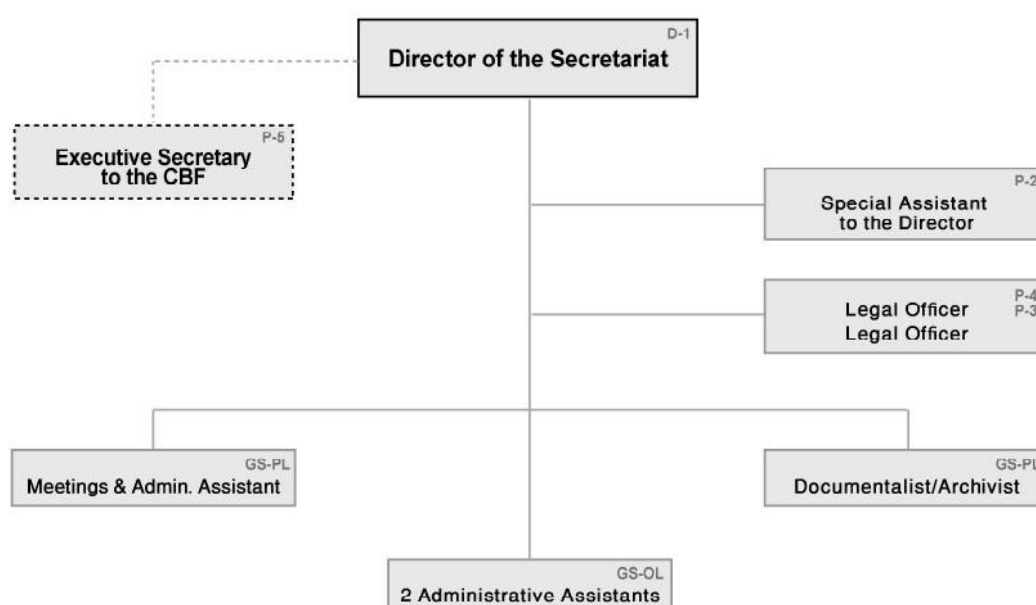 D-1
Director of the Secretariat
P-5
Executive Secretary
to the CBF
P-2
Special Assistant
to the Director
P-4
Legal Officer
P-3
Legal Officer
GS-PL
Meetings & Admin. Assistant
GS-PL
Documentalist/Archivist
GS-OL
2 Administrative Assistants